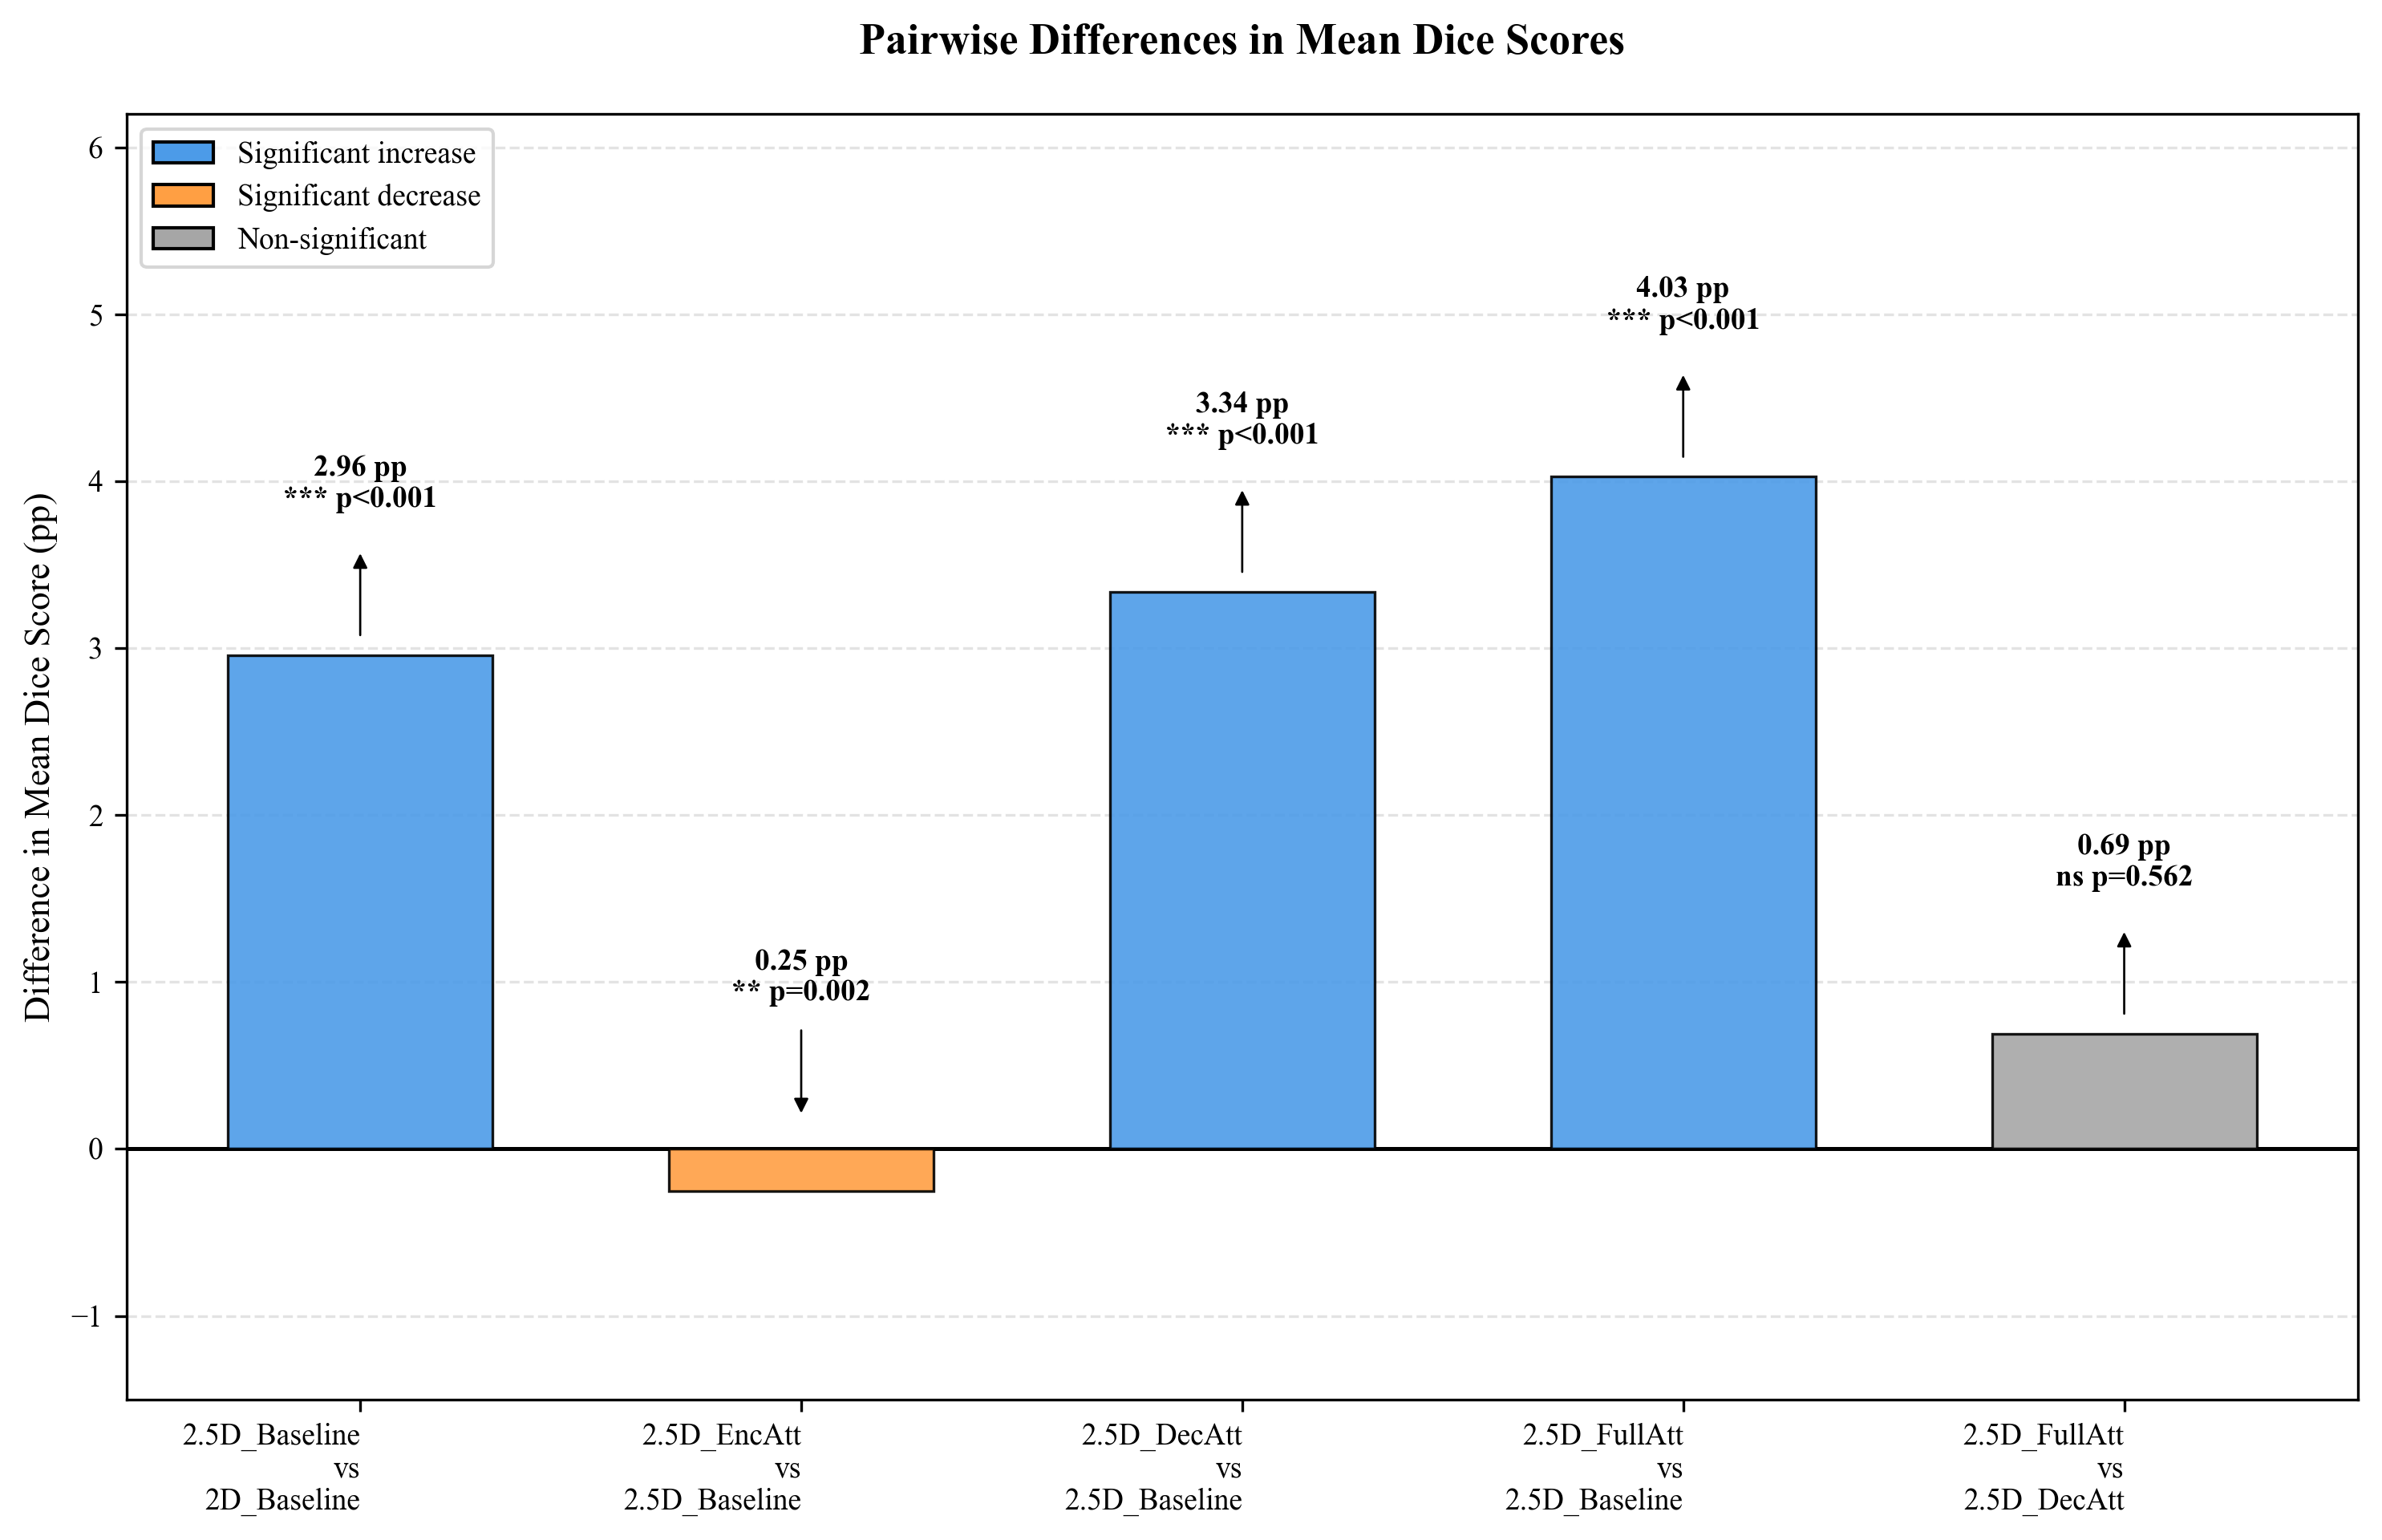 Pairwise Differences in Mean Dice Scores
Significant increase
Significant decrease
Non-significant
Difference in Mean Dice Score (pp)
6
5
4
3
2
1
0
−1
2.96 pp
*** p<0.001
0.25 pp
** p=0.002
3.34 pp
*** p<0.001
4.03 pp
*** p<0.001
0.69 pp
ns p=0.562
2.5D_Baseline
vs
2D_Baseline
2.5D_EncAtt
vs
2.5D_Baseline
2.5D_DecAtt
vs
2.5D_Baseline
2.5D_FullAtt
vs
2.5D_Baseline
2.5D_FullAtt
vs
2.5D_DecAtt